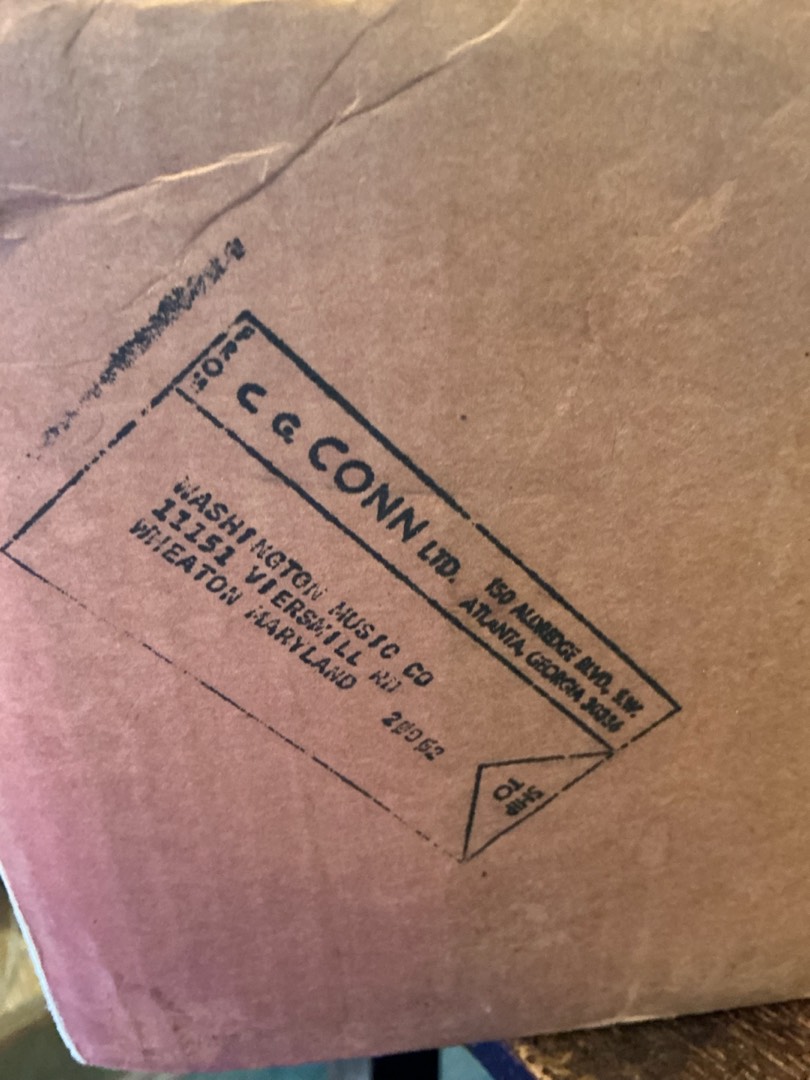 FROM
C G CONN LTD.
150 ALDREDGE BLVD, S.W.
ATLANTA, GEORGIA 30336
WASHINGTON MUSIC CO
11151 VIERSMILL RD
WHEATON MARYLAND 20062
SHIP
TO